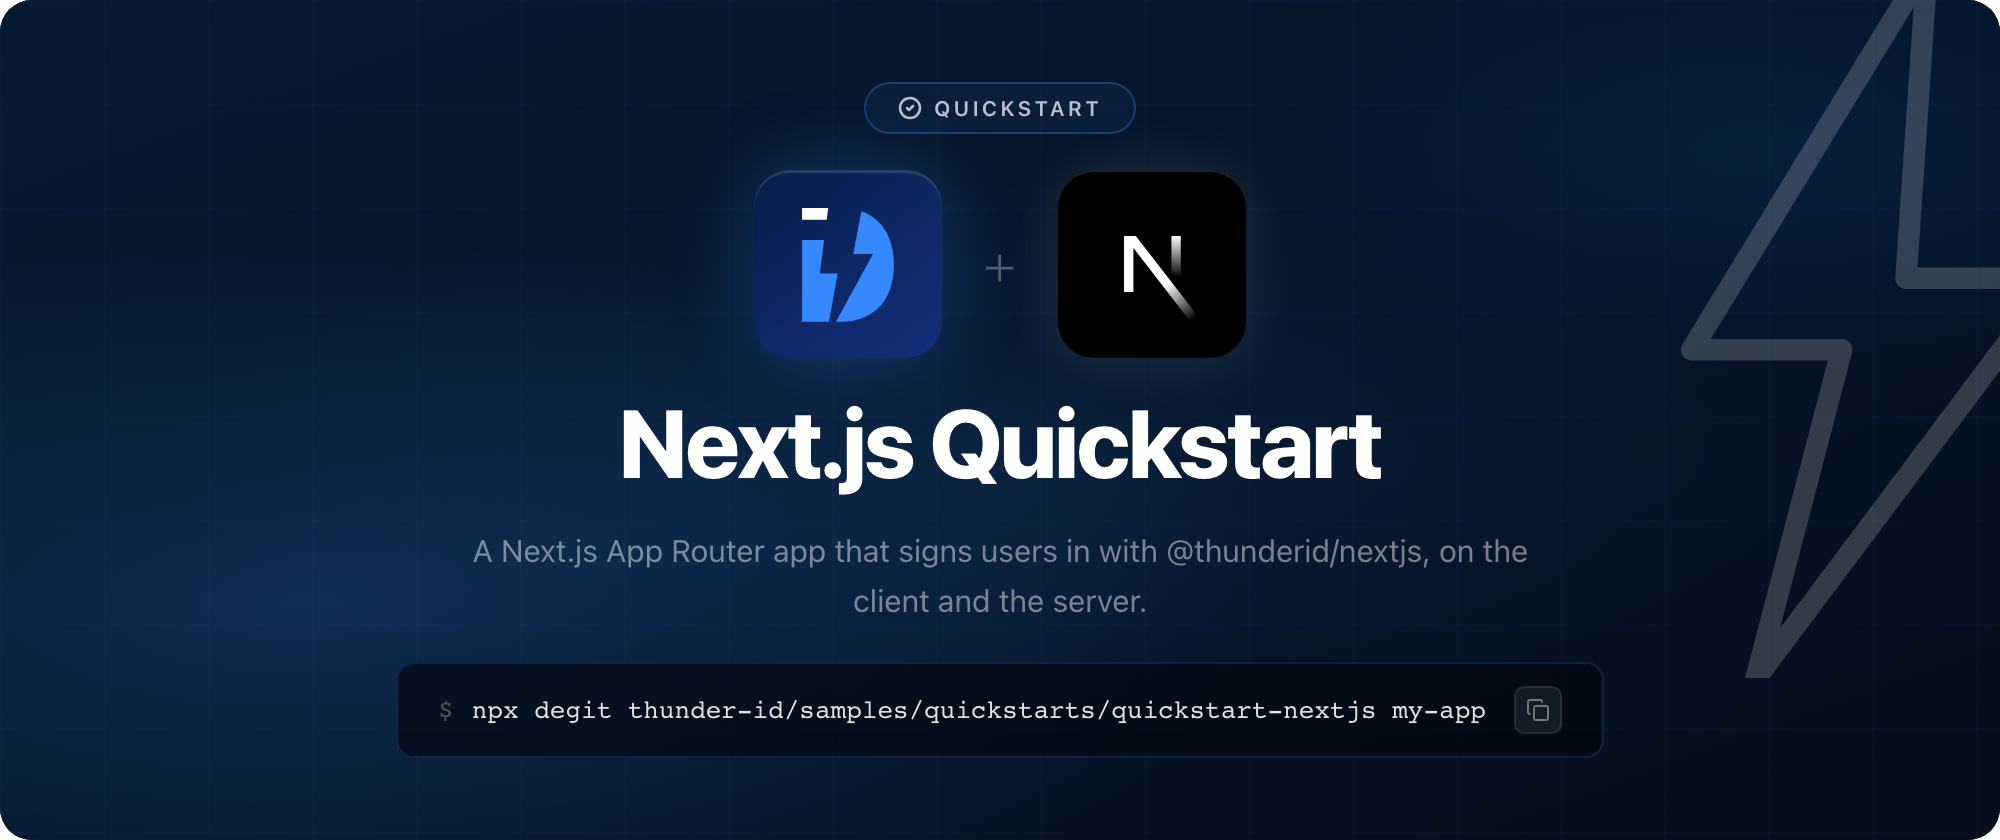 QUICKSTART
Next.js Quickstart
A Next.js App Router app that signs users in with @thunderid/nextjs, on the
client and the server.
$ npx degit thunder-id/samples/quickstarts/quickstart-nextjs my-app